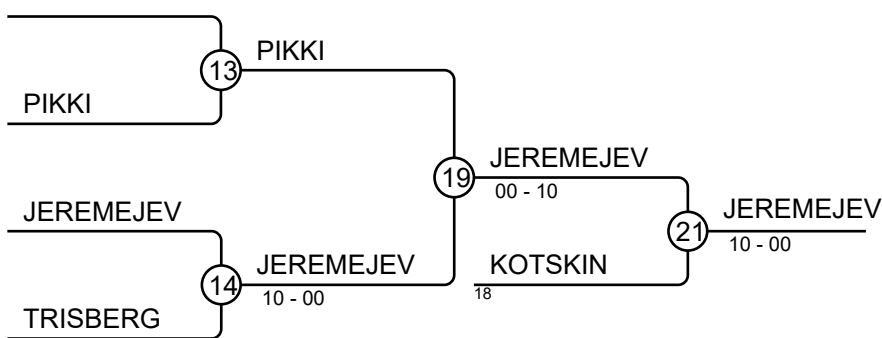 13
PIKKI
PIKKI
19
JEREMEJEV
00 - 10
JEREMEJEV
21
JEREMEJEV
10 - 00
14
JEREMEJEV
10 - 00
KOTSKIN
18
TRISBERG